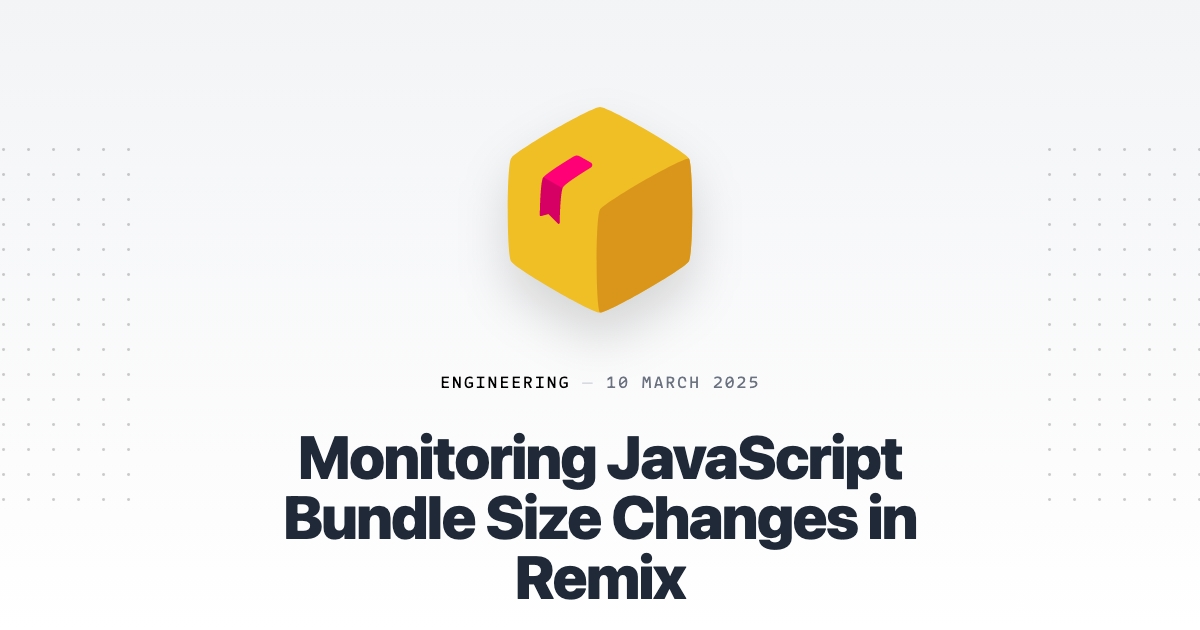 ENGINEERING — 10 MARCH 2025
Monitoring JavaScript
Bundle Size Changes in
Remix